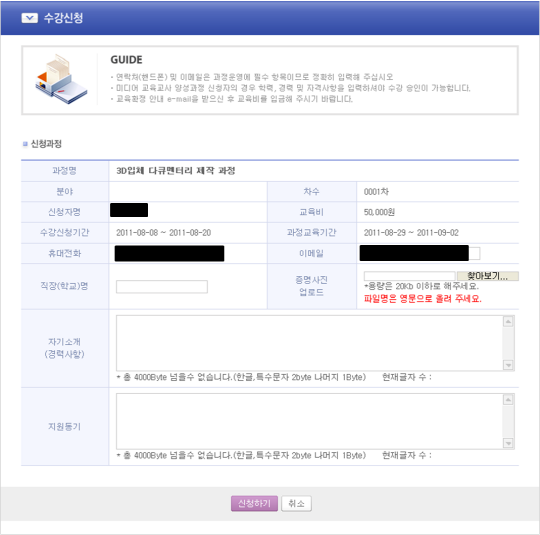 수강신청
GUIDE
· 연락처(핸드폰) 및 이메일은 과정운영에 필수 항목이므로 정확히 입력해 주십시오
· 미디어 교육교사 양성과정 신청자의 경우 학력, 경력 및 자격사항을 입력하셔야 수강 승인이 가능합니다.
· 교육확정 안내 e-mail을 받으신 후 교육비를 입금해 주시기 바랍니다.
신청과정
과정명 3D입체 다큐멘터리 제작 과정
분야 차수 0001차
신청자명 교육비 50,000원
수강신청기간 2011-08-08 ~ 2011-08-20 과정교육기간 2011-08-29 ~ 2011-09-02
휴대전화 이메일
직장(학교)명 증명사진 업로드 찾아보기...
*용량은 20Kb 이하로 해주세요.
파일명은 영문으로 올려 주세요.
자기소개
(경력사항)
* 총 4000Byte 넘을수 없습니다.(한글,특수문자 2byte 나머지 1Byte) 현재글자 수 :
지원동기
* 총 4000Byte 넘을수 없습니다.(한글,특수문자 2byte 나머지 1Byte) 현재글자 수 :
신청하기 취소